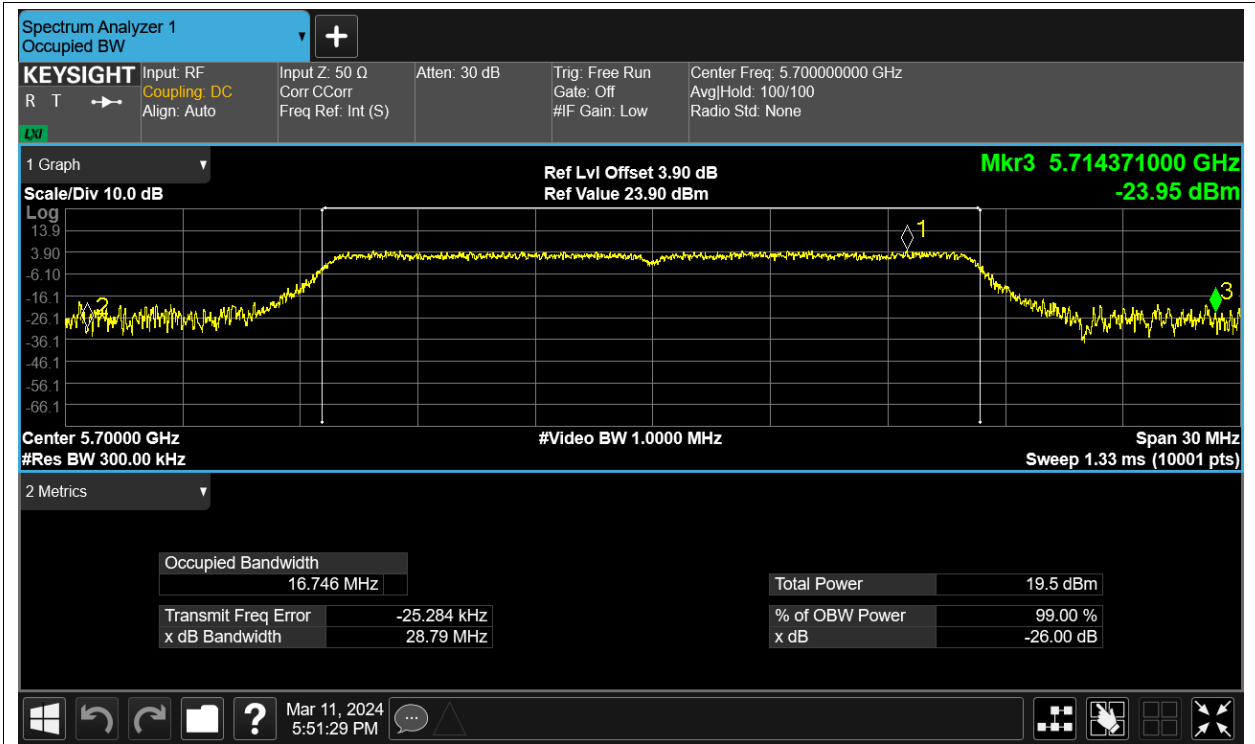 Spectrum Analyzer 1
Occupied BW
+
KEYSIGHT
R T
LXI
Input: RF
Coupling: DC
Align: Auto
Input Z: 50 Ω
Corr CCorr
Freq Ref: Int (S)
Atten: 30 dB
Trig: Free Run
Gate: Off
#IF Gain: Low
Center Freq: 5.700000000 GHz
Avg|Hold: 100/100
Radio Std: None
1 Graph
Scale/Div 10.0 dB
Ref Lvl Offset 3.90 dB
Ref Value 23.90 dBm
Mkr3 5.714371000 GHz
-23.95 dBm
Log
13.9
3.90
-6.10
-16.1
-26.1
-36.1
-46.1
-56.1
-66.1
1
2
3
Center 5.70000 GHz
#Video BW 1.0000 MHz
Span 30 MHz
#Res BW 300.00 kHz
Sweep 1.33 ms (10001 pts)
2 Metrics
Occupied Bandwidth
16.746 MHz
Total Power 19.5 dBm
Transmit Freq Error -25.284 kHz
% of OBW Power 99.00 %
x dB Bandwidth 28.79 MHz
x dB -26.00 dB
?
Mar 11, 2024
5:51:29 PM